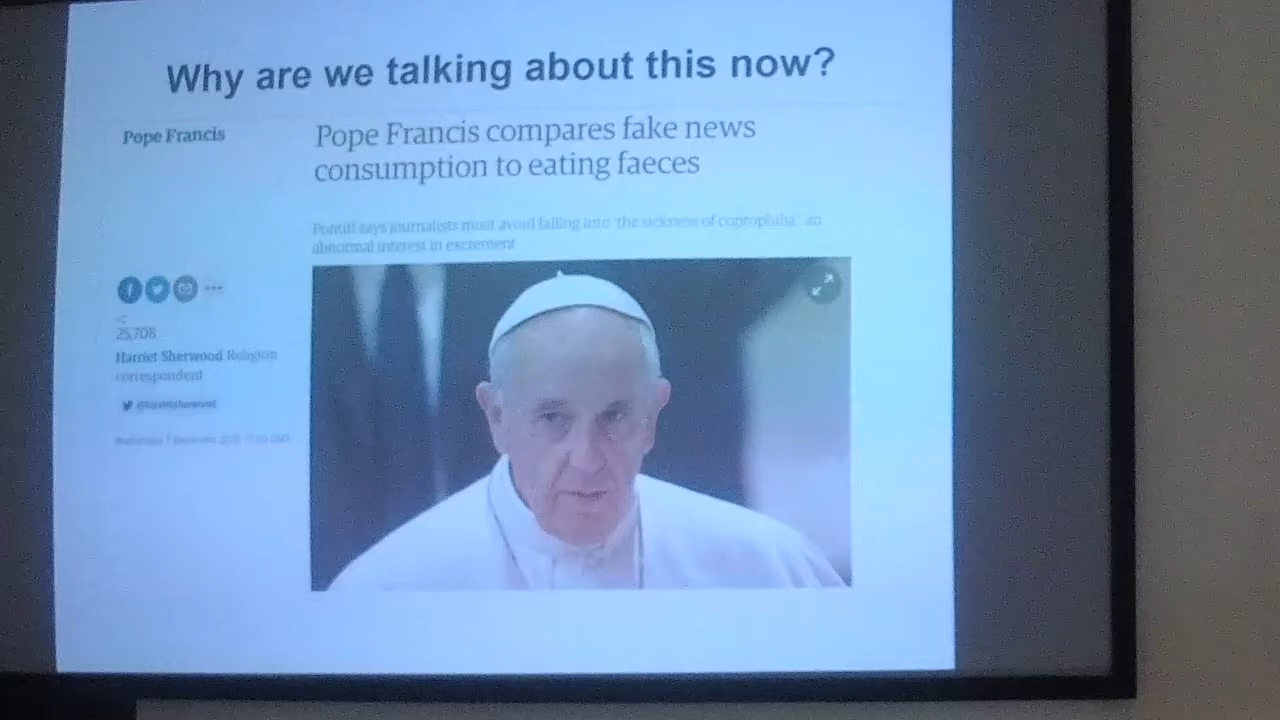 Why are we talking about this now?
Pope Francis
Pope Francis compares fake news
consumption to eating faeces
Pontiff says journalists must avoid falling into 'the sickness of coprophilia', an
abnormal interest in excrement
25,708
Harriet Sherwood Religion
correspondent
@harrietsherwood